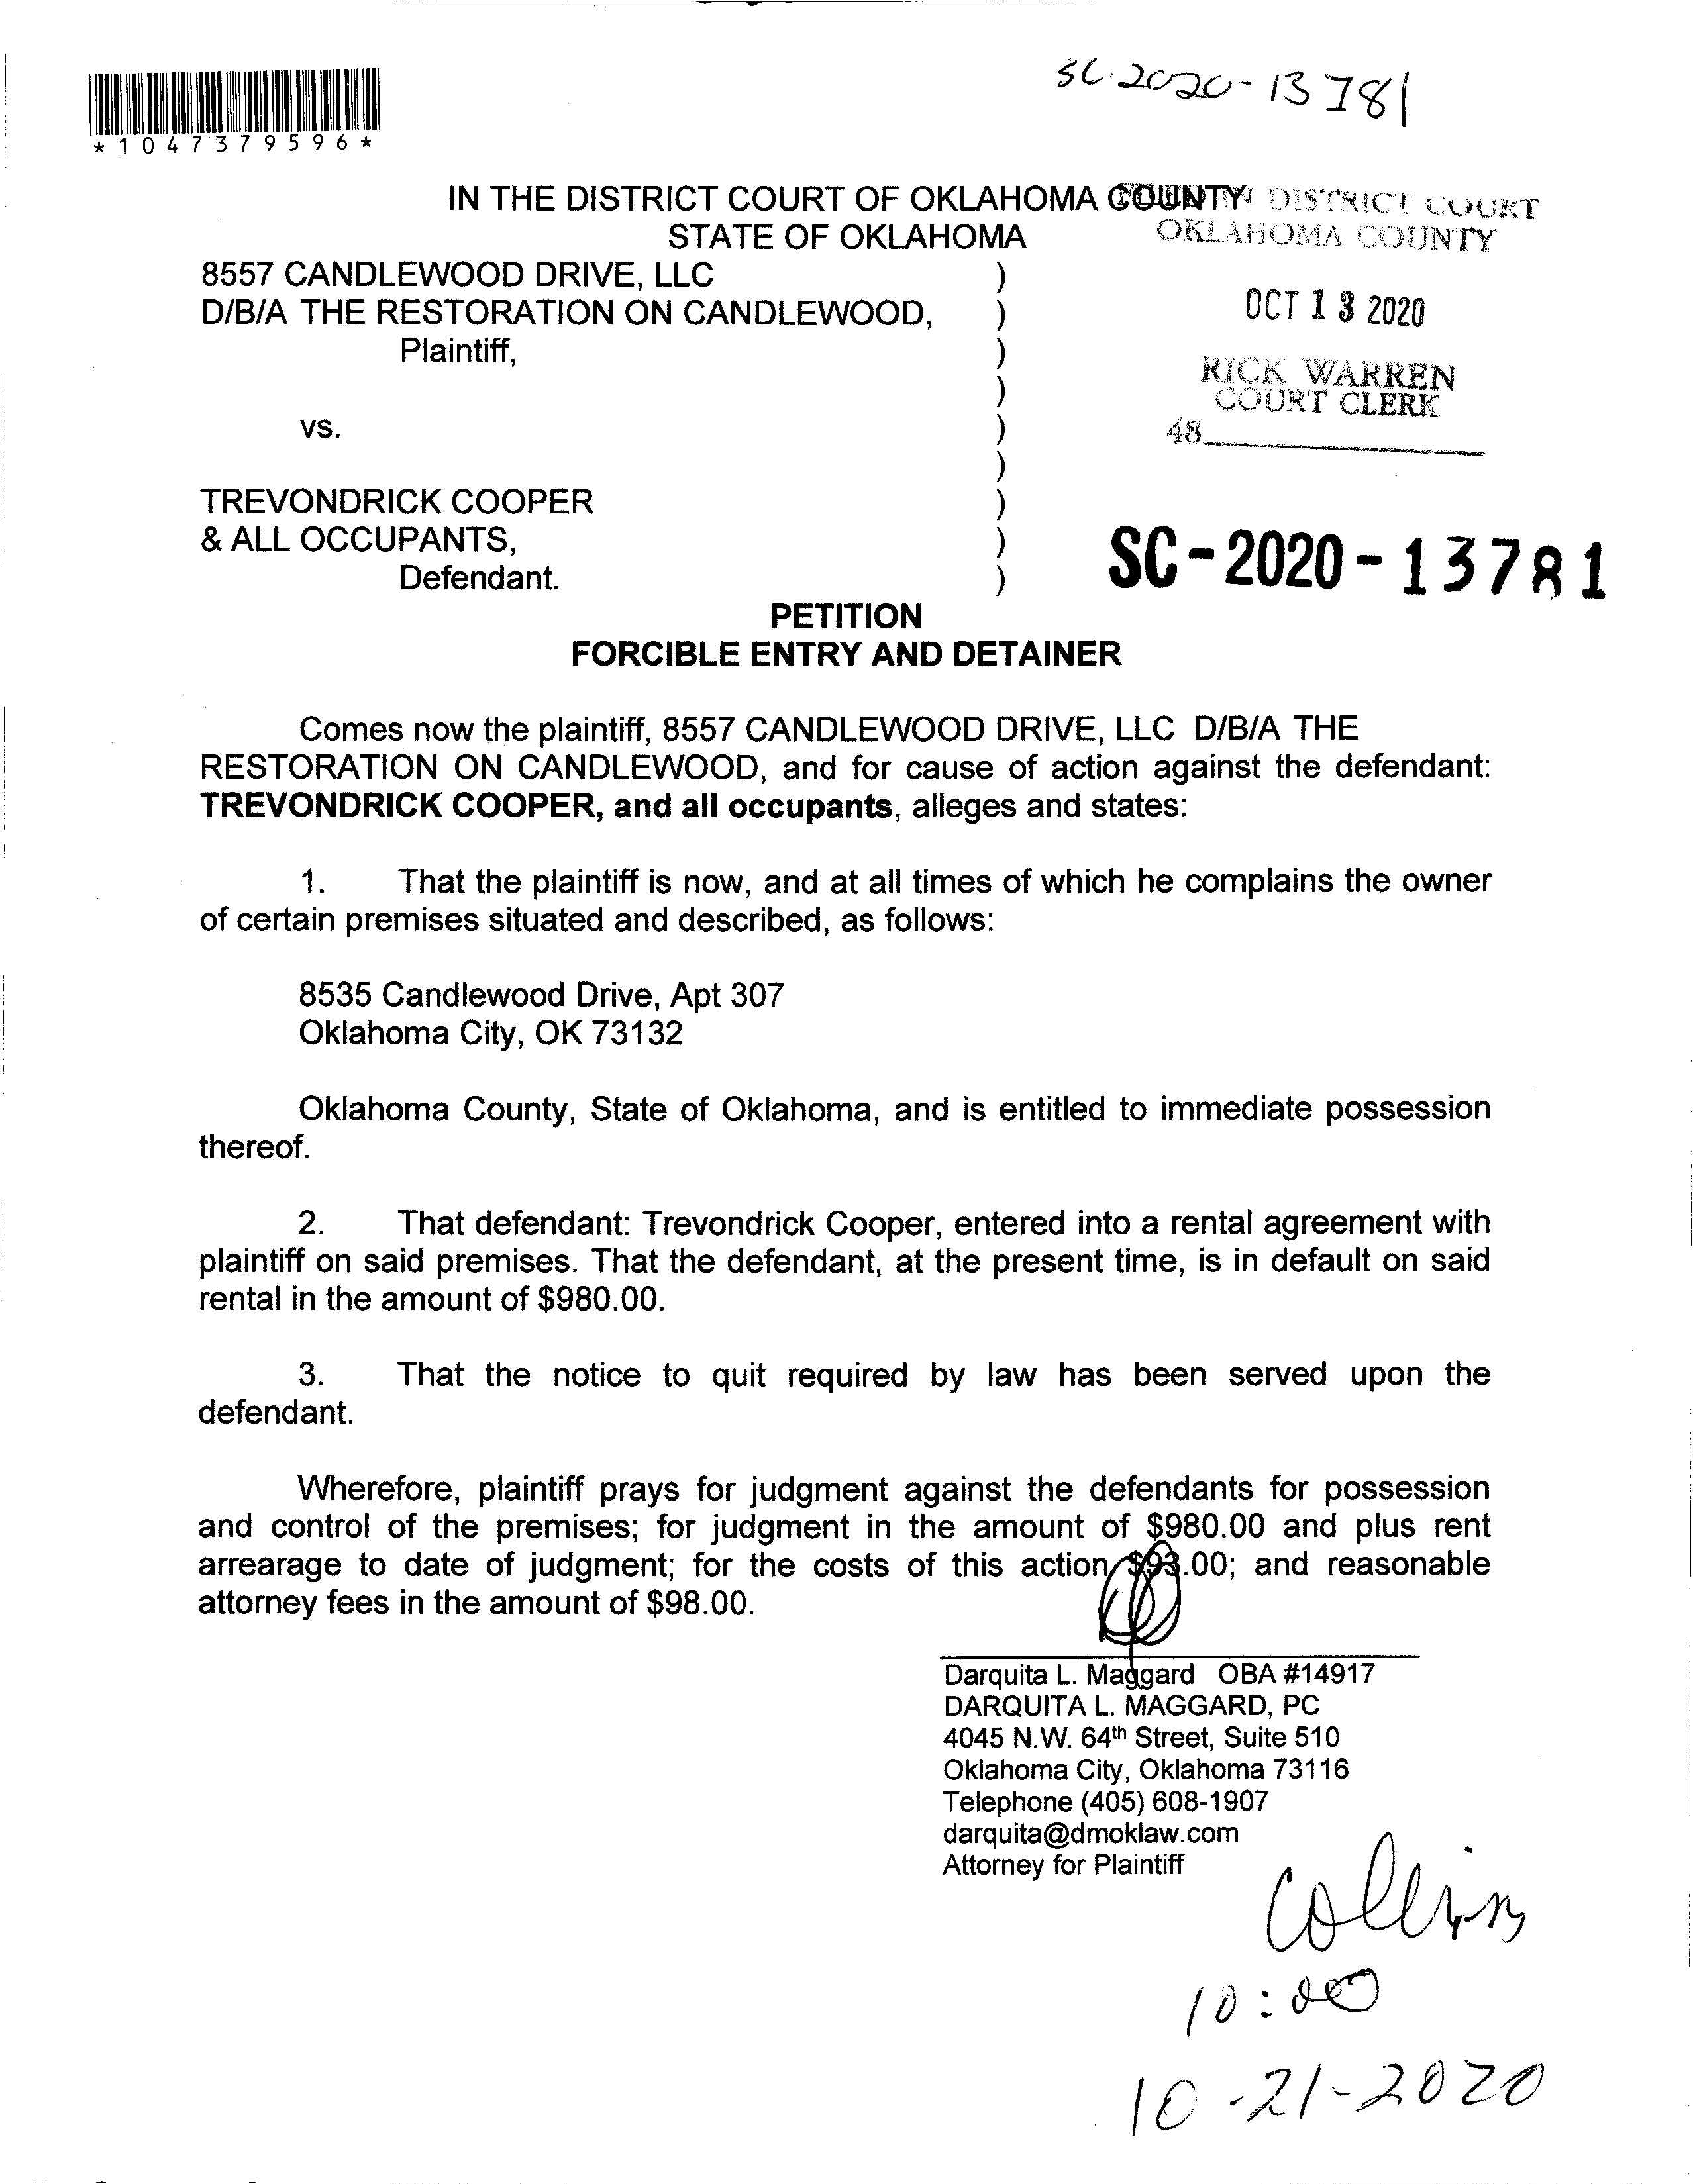 SC-2020-13781
*1047379596*
IN THE DISTRICT COURT OF OKLAHOMA COUNTY
DISTRICT COURT
STATE OF OKLAHOMA
OKLAHOMA COUNTY
8557 CANDLEWOOD DRIVE, LLC )
D/B/A THE RESTORATION ON CANDLEWOOD, )
OCT 13 2020
Plaintiff, )
)
RICK WARREN
COURT CLERK
vs. )
48
)
TREVONDRICK COOPER )
& ALL OCCUPANTS, )
SC-2020-13781
Defendant. )
PETITION
FORCIBLE ENTRY AND DETAINER
Comes now the plaintiff, 8557 CANDLEWOOD DRIVE, LLC D/B/A THE
RESTORATION ON CANDLEWOOD, and for cause of action against the defendant:
TREVONDRICK COOPER, and all occupants, alleges and states:
1. That the plaintiff is now, and at all times of which he complains the owner
of certain premises situated and described, as follows:
8535 Candlewood Drive, Apt 307
Oklahoma City, OK 73132
Oklahoma County, State of Oklahoma, and is entitled to immediate possession
thereof.
2. That defendant: Trevondrick Cooper, entered into a rental agreement with
plaintiff on said premises. That the defendant, at the present time, is in default on said
rental in the amount of $980.00.
3. That the notice to quit required by law has been served upon the
defendant.
Wherefore, plaintiff prays for judgment against the defendants for possession
and control of the premises; for judgment in the amount of $980.00 and plus rent
arrearage to date of judgment; for the costs of this action $93.00; and reasonable
attorney fees in the amount of $98.00.
Darquita L. Maggard OBA #14917
DARQUITA L. MAGGARD, PC
4045 N.W. 64th Street, Suite 510
Oklahoma City, Oklahoma 73116
Telephone (405) 608-1907
darquita@dmoklaw.com
Attorney for Plaintiff
Collins
10:00
10-21-2020